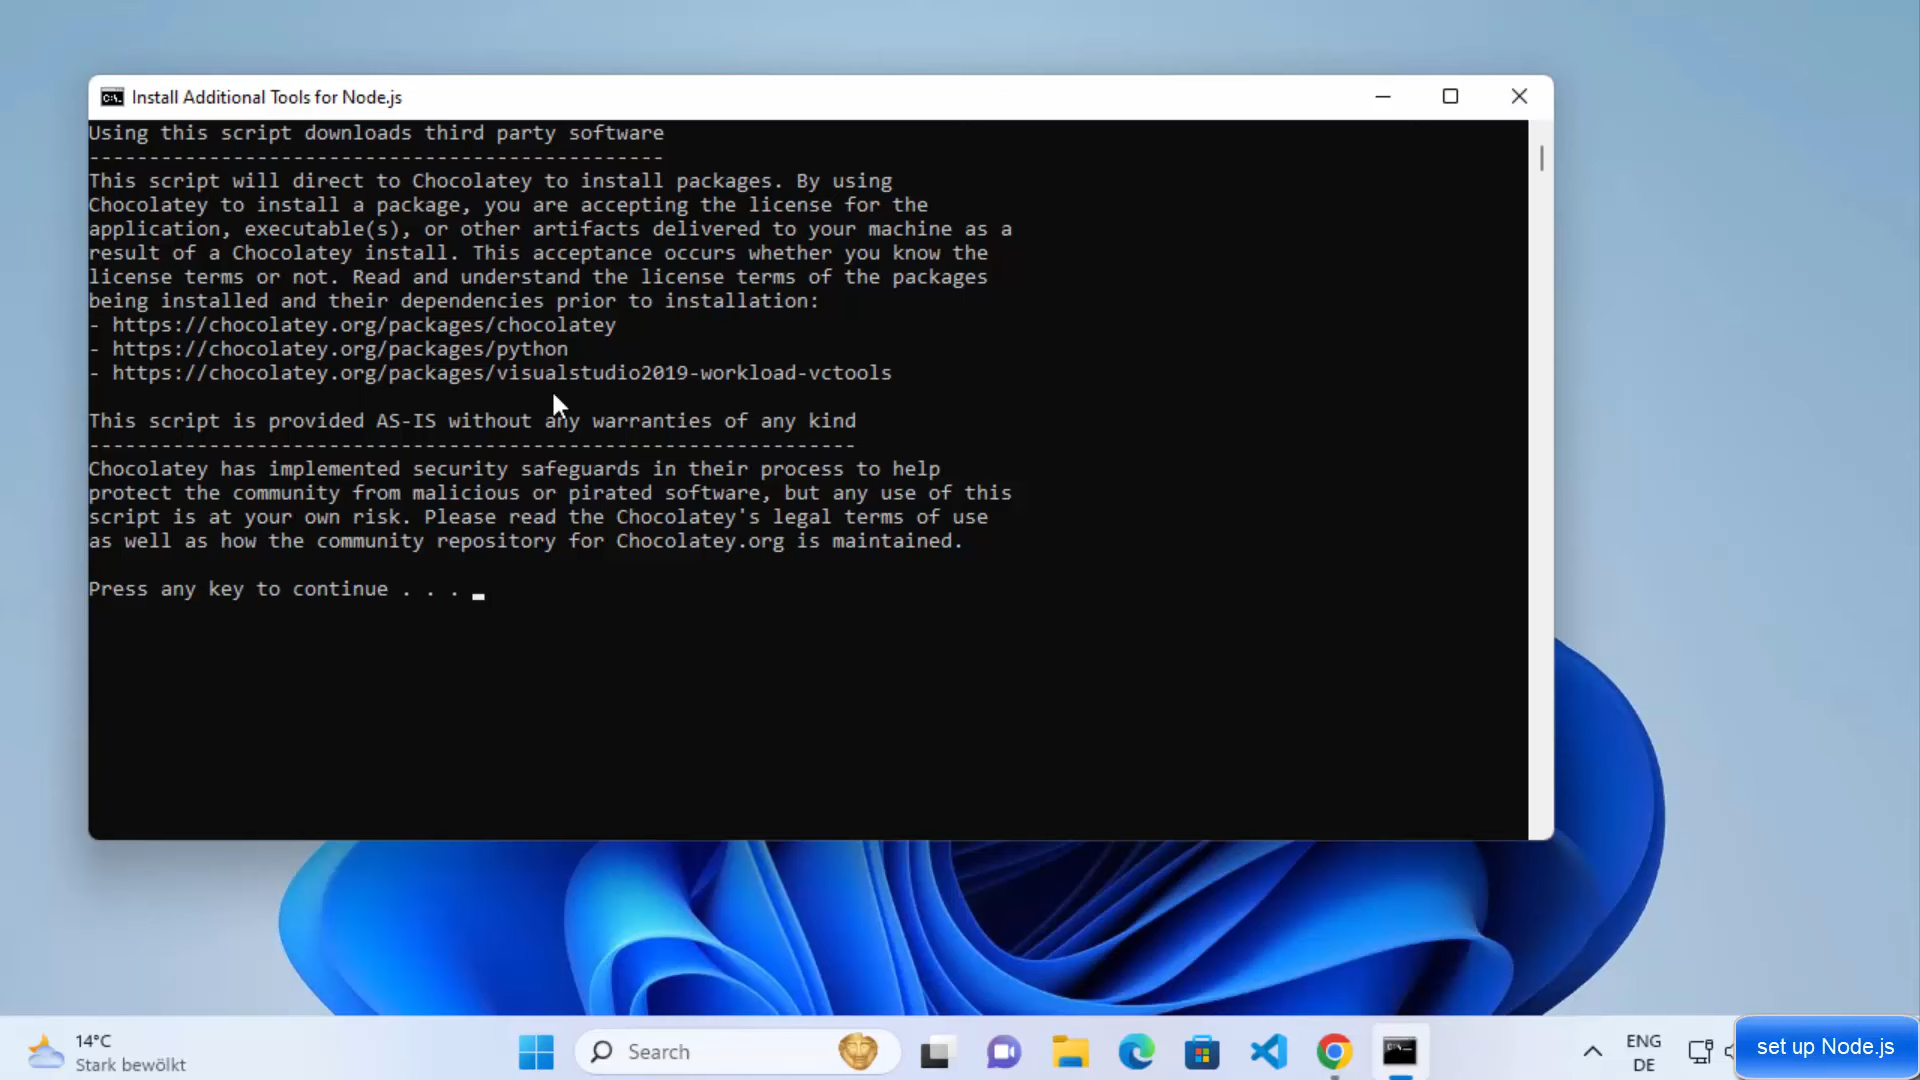 Install Additional Tools for Node.js
Using this script downloads third party software
------------------------------------------------
This script will direct to Chocolatey to install packages. By using
Chocolatey to install a package, you are accepting the license for the
application, executable(s), or other artifacts delivered to your machine as a
result of a Chocolatey install. This acceptance occurs whether you know the
license terms or not. Read and understand the license terms of the packages
being installed and their dependencies prior to installation:
- https://chocolatey.org/packages/chocolatey
- https://chocolatey.org/packages/python
- https://chocolatey.org/packages/visualstudio2019-workload-vctools
This script is provided AS-IS without any warranties of any kind
----------------------------------------------------------------
Chocolatey has implemented security safeguards in their process to help
protect the community from malicious or pirated software, but any use of this
script is at your own risk. Please read the Chocolatey's legal terms of use
as well as how the community repository for Chocolatey.org is maintained.
Press any key to continue . . .
14°C
Stark bewölkt
Search
ENG
DE
set up Node.js